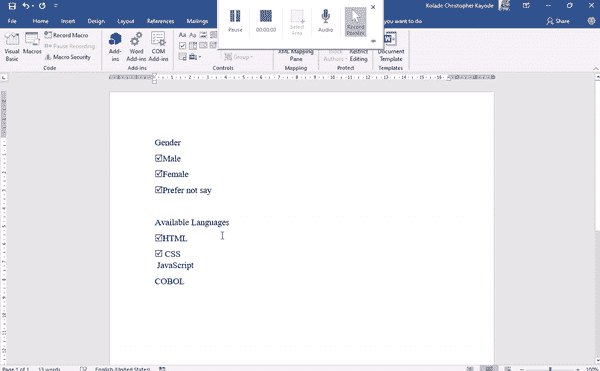 Kolade Christopher Kayode
File Home Insert Design Layout References Mailings you want to do Share
Pause 00:00:00 Select Area Audio Record Pointer
Visual Basic Macros Record Macro Pause Recording Macro Security
Code
Add-ins Word Add-ins COM Add-ins
Add-ins
Group
Controls
XML Mapping Pane
Mapping
Block Authors Restrict Editing
Protect
Document Template
Templates
Gender
☑Male
☑Female
☑Prefer not say
Available Languages
☑HTML
☑ CSS
JavaScript
COBOL
Page 1 of 1 13 words English (United States) 100%